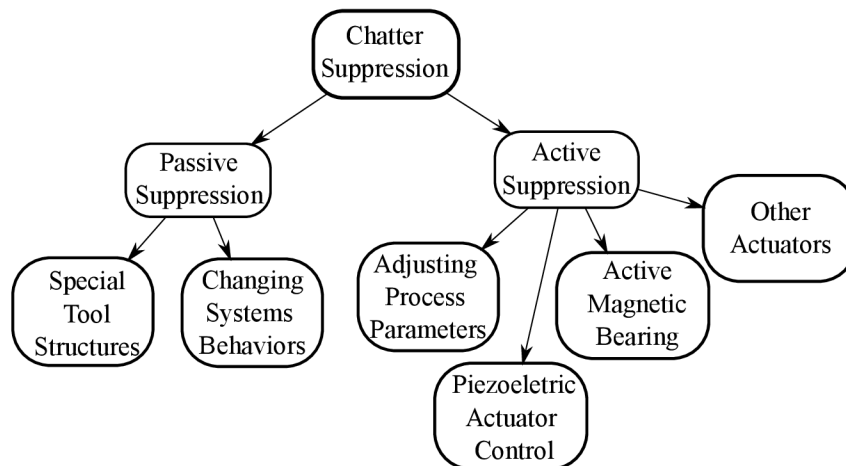 Chatter
Suppression
Passive
Suppression
Active
Suppression
Other
Actuators
Special
Tool
Structures
Changing
Systems
Behaviors
Adjusting
Process
Parameters
Active
Magnetic
Bearing
Piezoeletric
Actuator
Control